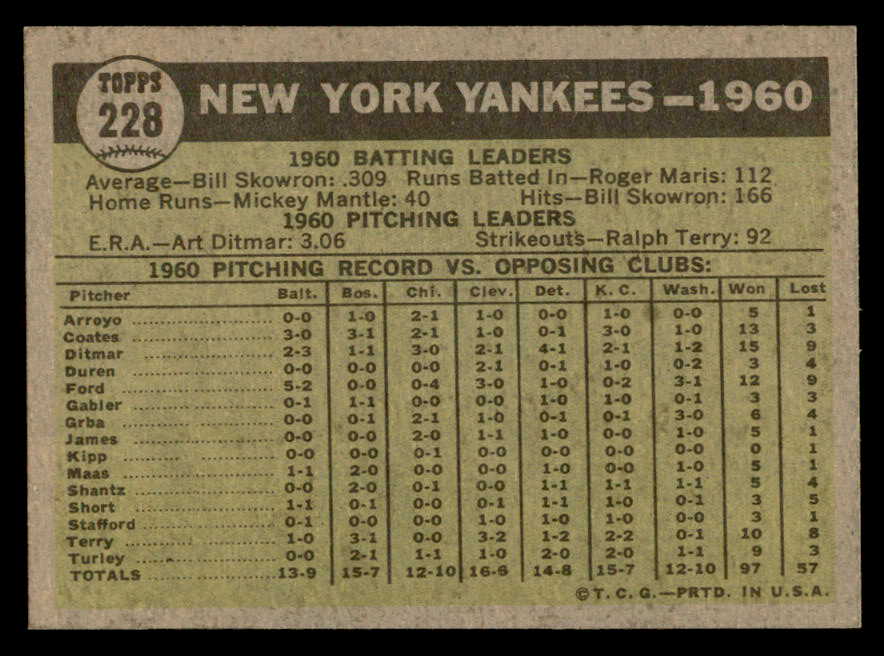 TOPPS
228
NEW YORK YANKEES—1960
1960 BATTING LEADERS
Average—Bill Skowron: .309 Runs Batted In—Roger Maris: 112
Home Runs—Mickey Mantle: 40 Hits—Bill Skowron: 166
1960 PITCHING LEADERS
E.R.A.—Art Ditmar: 3.06 Strikeouts—Ralph Terry: 92
1960 PITCHING RECORD VS. OPPOSING CLUBS:
Pitcher Balt. Bos. Chi. Clev. Det. K. C. Wash. Won Lost
Arroyo 0-0 1-0 2-1 1-0 0-0 1-0 0-0 5 1
Coates 3-0 3-1 2-1 1-0 0-1 3-0 1-0 13 3
Ditmar 2-3 1-1 3-0 2-1 4-1 2-1 1-2 15 9
Duren 0-0 0-0 0-0 2-1 0-1 1-0 0-2 3 4
Ford 5-2 0-0 0-4 3-0 1-0 0-2 3-1 12 9
Gabler 0-1 1-1 0-0 0-0 1-0 1-0 0-1 3 3
Grba 0-0 0-1 2-1 1-0 0-1 0-1 3-0 6 4
James 0-0 0-0 2-0 1-1 1-0 0-0 1-0 5 1
Kipp 0-0 0-0 0-1 0-0 0-0 0-0 0-0 0 1
Maas 1-1 2-0 0-0 0-0 1-0 0-0 1-0 5 1
Shantz 0-0 2-0 0-1 0-0 1-1 1-1 1-1 5 4
Short 1-1 0-1 0-0 0-1 1-1 1-0 0-1 3 5
Stafford 0-1 0-0 0-0 1-0 1-0 1-0 0-0 3 1
Terry 1-0 3-1 0-0 3-2 1-2 2-2 0-1 10 8
Turley 0-0 2-1 1-1 1-0 2-0 2-0 1-1 9 3
TOTALS 13-9 15-7 12-10 16-6 14-8 15-7 12-10 97 57
©T. C. G.—PRTD. IN U.S.A.